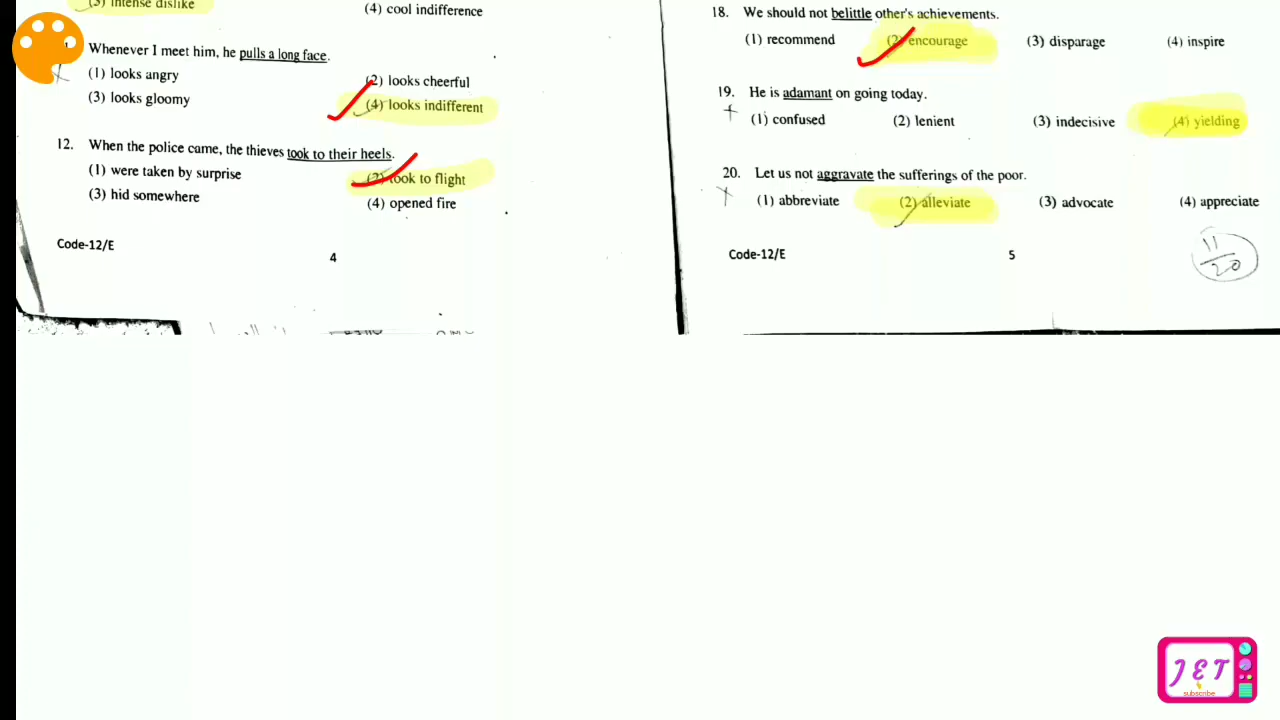 (3) intense dislike
(4) cool indifference
Whenever I meet him, he pulls a long face.
(1) looks angry
(2) looks cheerful
(3) looks gloomy
(4) looks indifferent
12. When the police came, the thieves took to their heels.
(1) were taken by surprise
(2) took to flight
(3) hid somewhere
(4) opened fire
Code-12/E
4
18. We should not belittle other's achievements.
(1) recommend (2) encourage (3) disparage (4) inspire
19. He is adamant on going today.
(1) confused (2) lenient (3) indecisive (4) yielding
20. Let us not aggravate the sufferings of the poor.
(1) abbreviate (2) alleviate (3) advocate (4) appreciate
Code-12/E
5
11
20
JET
subscribe